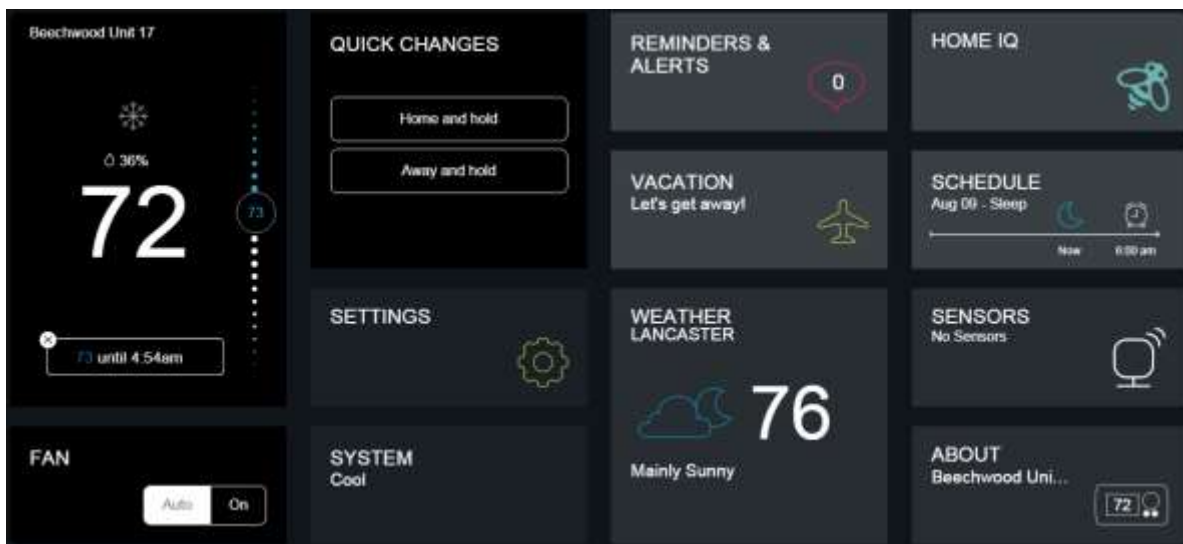 Beechwood Unit 17
36%
72
73
73 until 4:54am
FAN
Auto
On
QUICK CHANGES
Home and hold
Away and hold
SETTINGS
SYSTEM
Cool
REMINDERS &
ALERTS
0
VACATION
Let's get away!
WEATHER
LANCASTER
76
Mainly Sunny
HOME IQ
SCHEDULE
Aug 09 - Sleep
Now
6:00 am
SENSORS
No Sensors
ABOUT
Beechwood Uni...
72